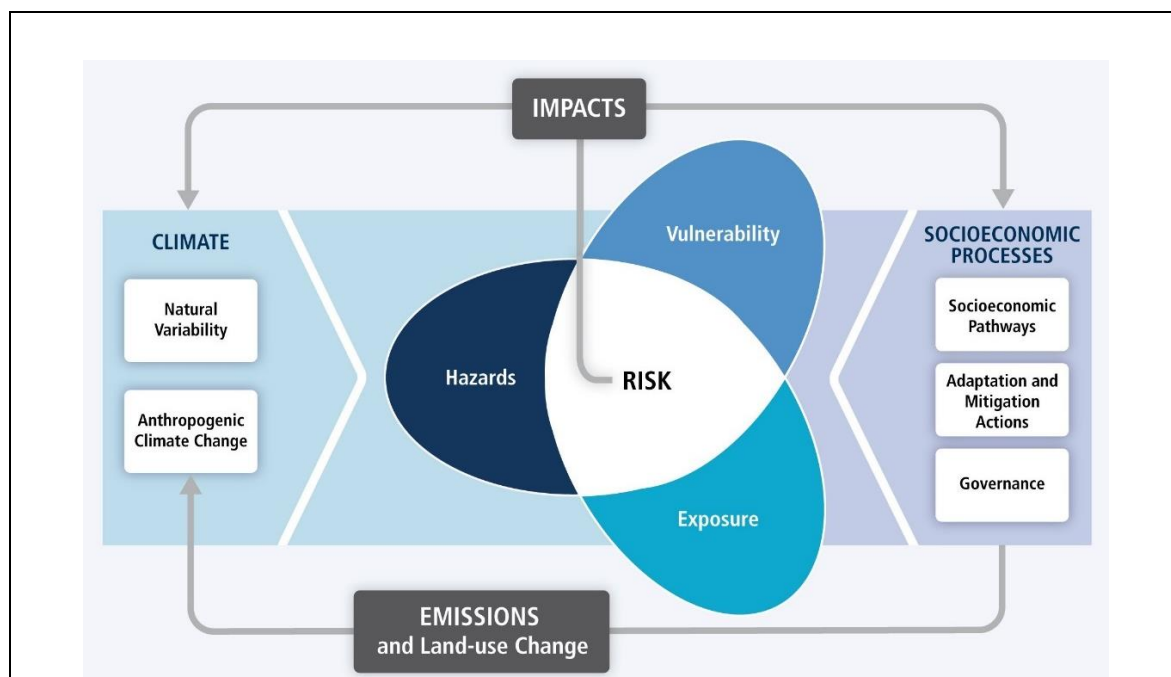 IMPACTS
CLIMATE
Natural
Variability
Anthropogenic
Climate Change
Hazards
Vulnerability
RISK
Exposure
SOCIOECONOMIC
PROCESSES
Socioeconomic
Pathways
Adaptation and
Mitigation
Actions
Governance
EMISSIONS
and Land-use Change